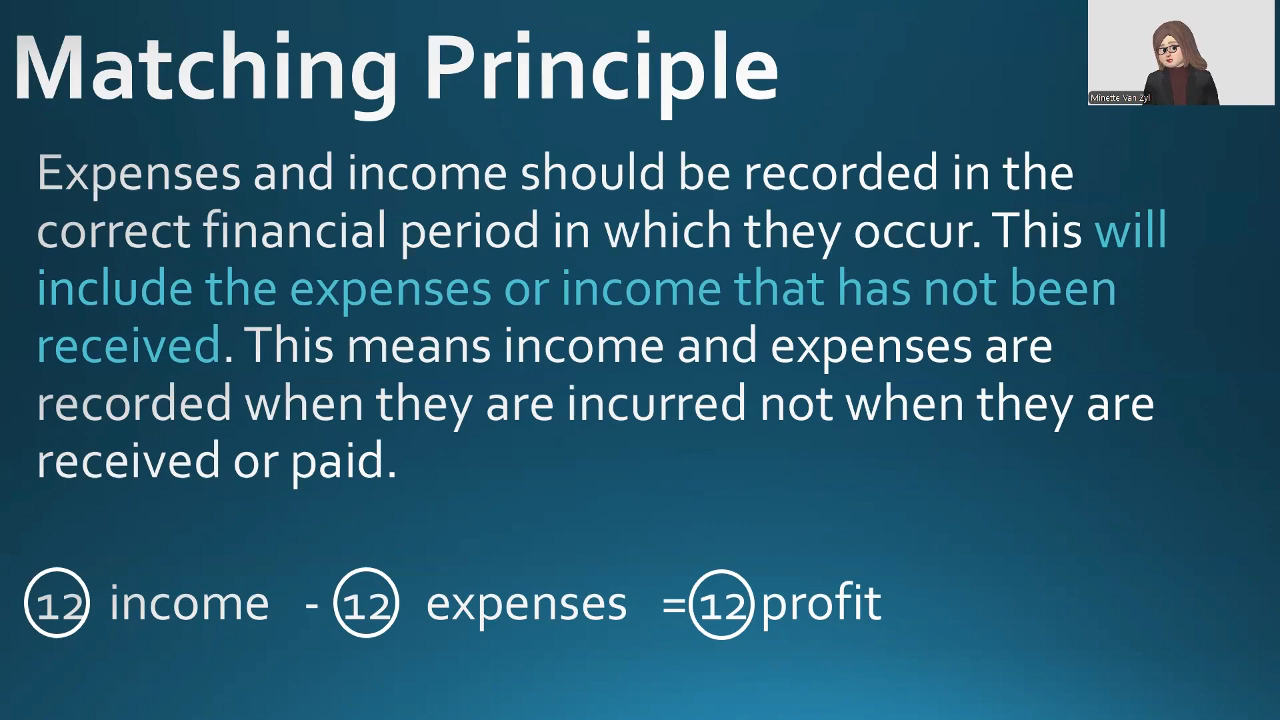 Matching Principle
Minette Van Zyl
Expenses and income should be recorded in the
correct financial period in which they occur. This will
include the expenses or income that has not been
received. This means income and expenses are
recorded when they are incurred not when they are
received or paid.
12 income - 12 expenses =12 profit